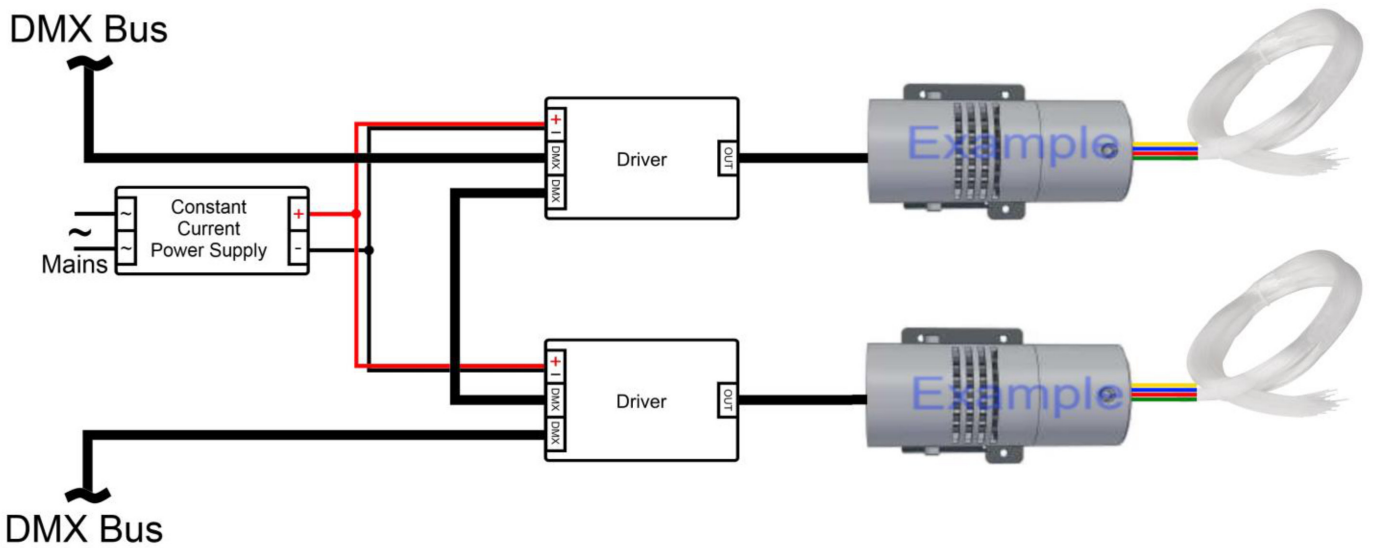 DMX Bus
+
–
DMX
DMX
Driver
OUT
Example
~
~
Constant
Current
Power Supply
+
-
~
Mains
+
–
DMX
DMX
Driver
OUT
Example
DMX Bus